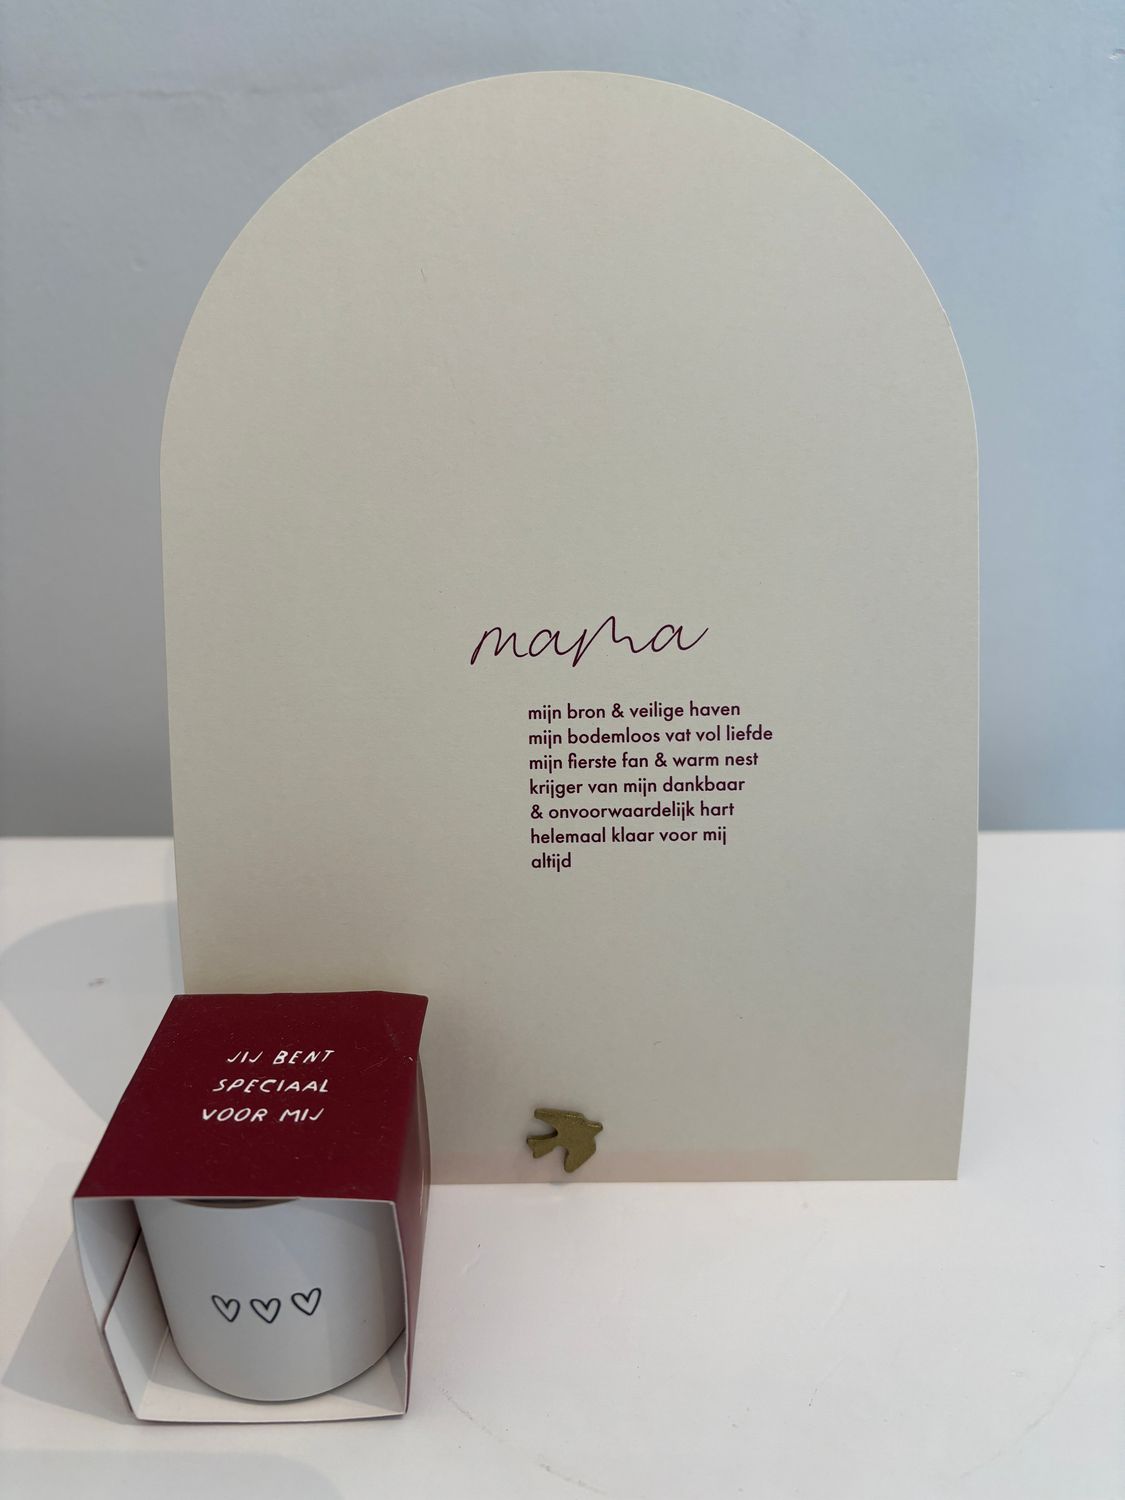 mama
mijn bron & veilige haven
mijn bodemloos vat vol liefde
mijn fierste fan & warm nest
krijger van mijn dankbaar
& onvoorwaardelijk hart
helemaal klaar voor mij
altijd
JIJ BENT
SPECIAAL
VOOR MIJ